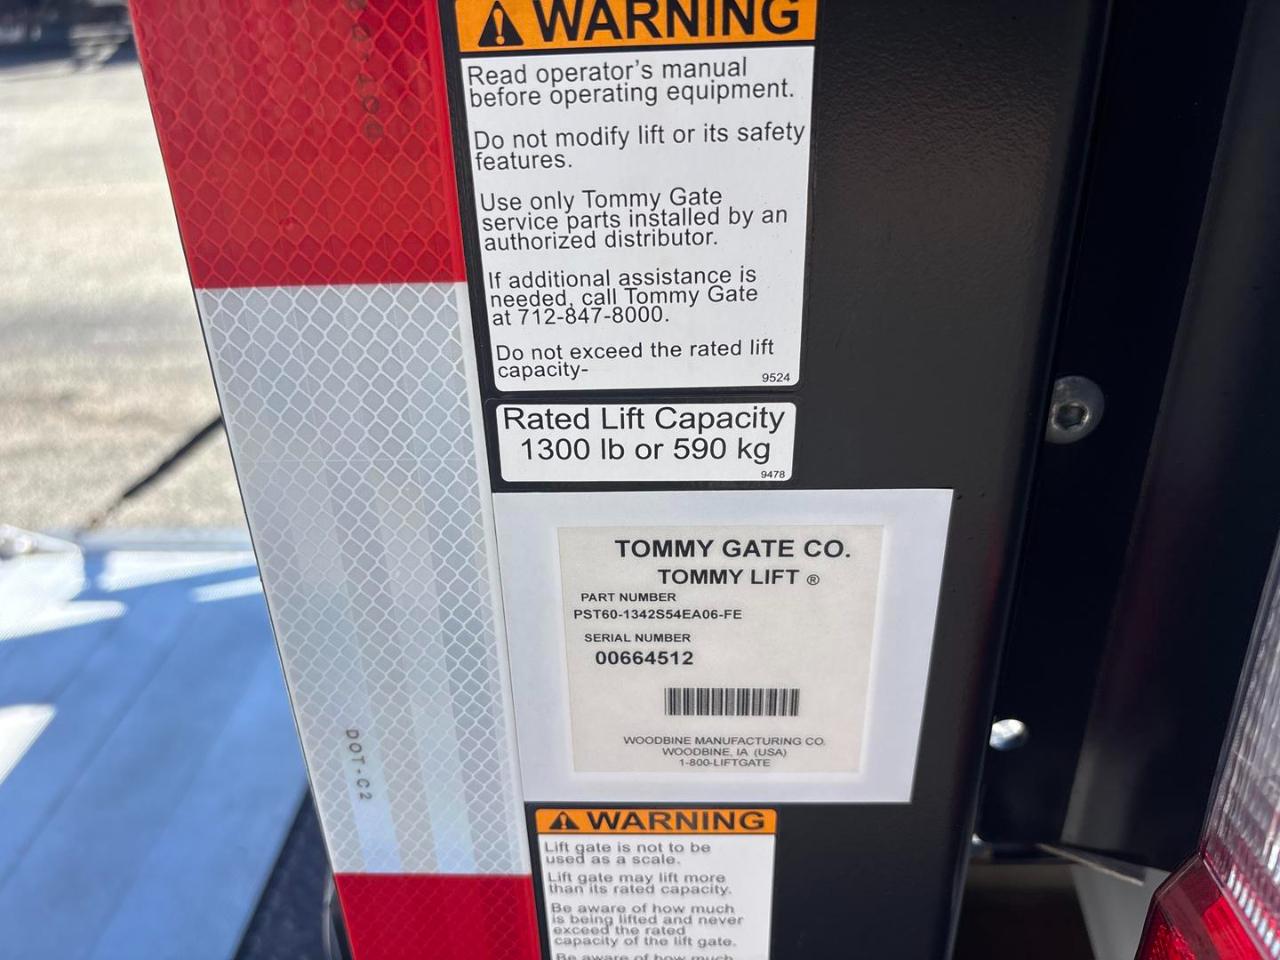 WARNING
Read operator's manual
before operating equipment.
Do not modify lift or its safety
features.
Use only Tommy Gate
service parts installed by an
authorized distributor.
If additional assistance is
needed, call Tommy Gate
at 712-847-8000.
Do not exceed the rated lift
capacity-
9524
Rated Lift Capacity
1300 lb or 590 kg
9478
TOMMY GATE CO.
TOMMY LIFT ®
PART NUMBER
PST60-1342S54EA06-FE
SERIAL NUMBER
00664512
WOODBINE MANUFACTURING CO.
WOODBINE, IA (USA)
1-800-LIFTGATE
DOT-C2
WARNING
Lift gate is not to be
used as a scale.
Lift gate may lift more
than its rated capacity.
Be aware of how much
is being lifted and never
exceed the rated
capacity of the lift gate.
Be aware of how much